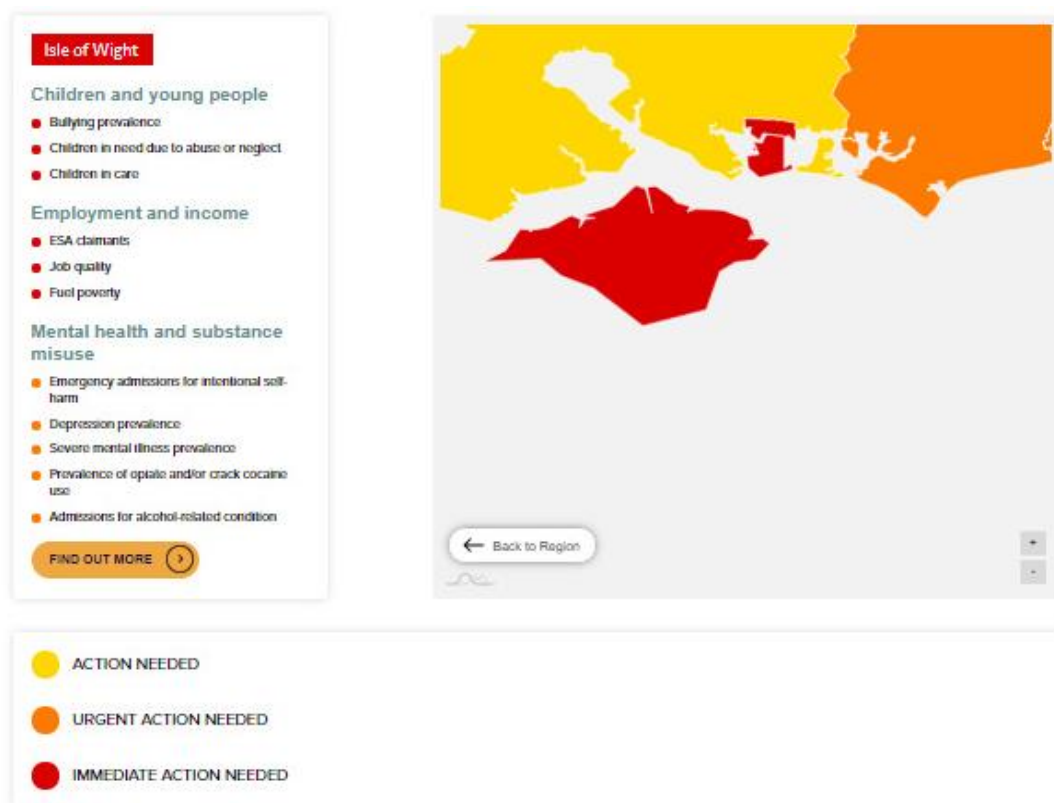 Isle of Wight
Children and young people
Bullying prevalence
Children in need due to abuse or neglect
Children in care
Employment and income
ESA claimants
Job quality
Fuel poverty
Mental health and substance
misuse
Emergency admissions for intentional self-
harm
Depression prevalence
Severe mental illness prevalence
Prevalence of opiate and/or crack cocaine
use
Admissions for alcohol-related condition
FIND OUT MORE
Back to Region
+
-
ACTION NEEDED
URGENT ACTION NEEDED
IMMEDIATE ACTION NEEDED